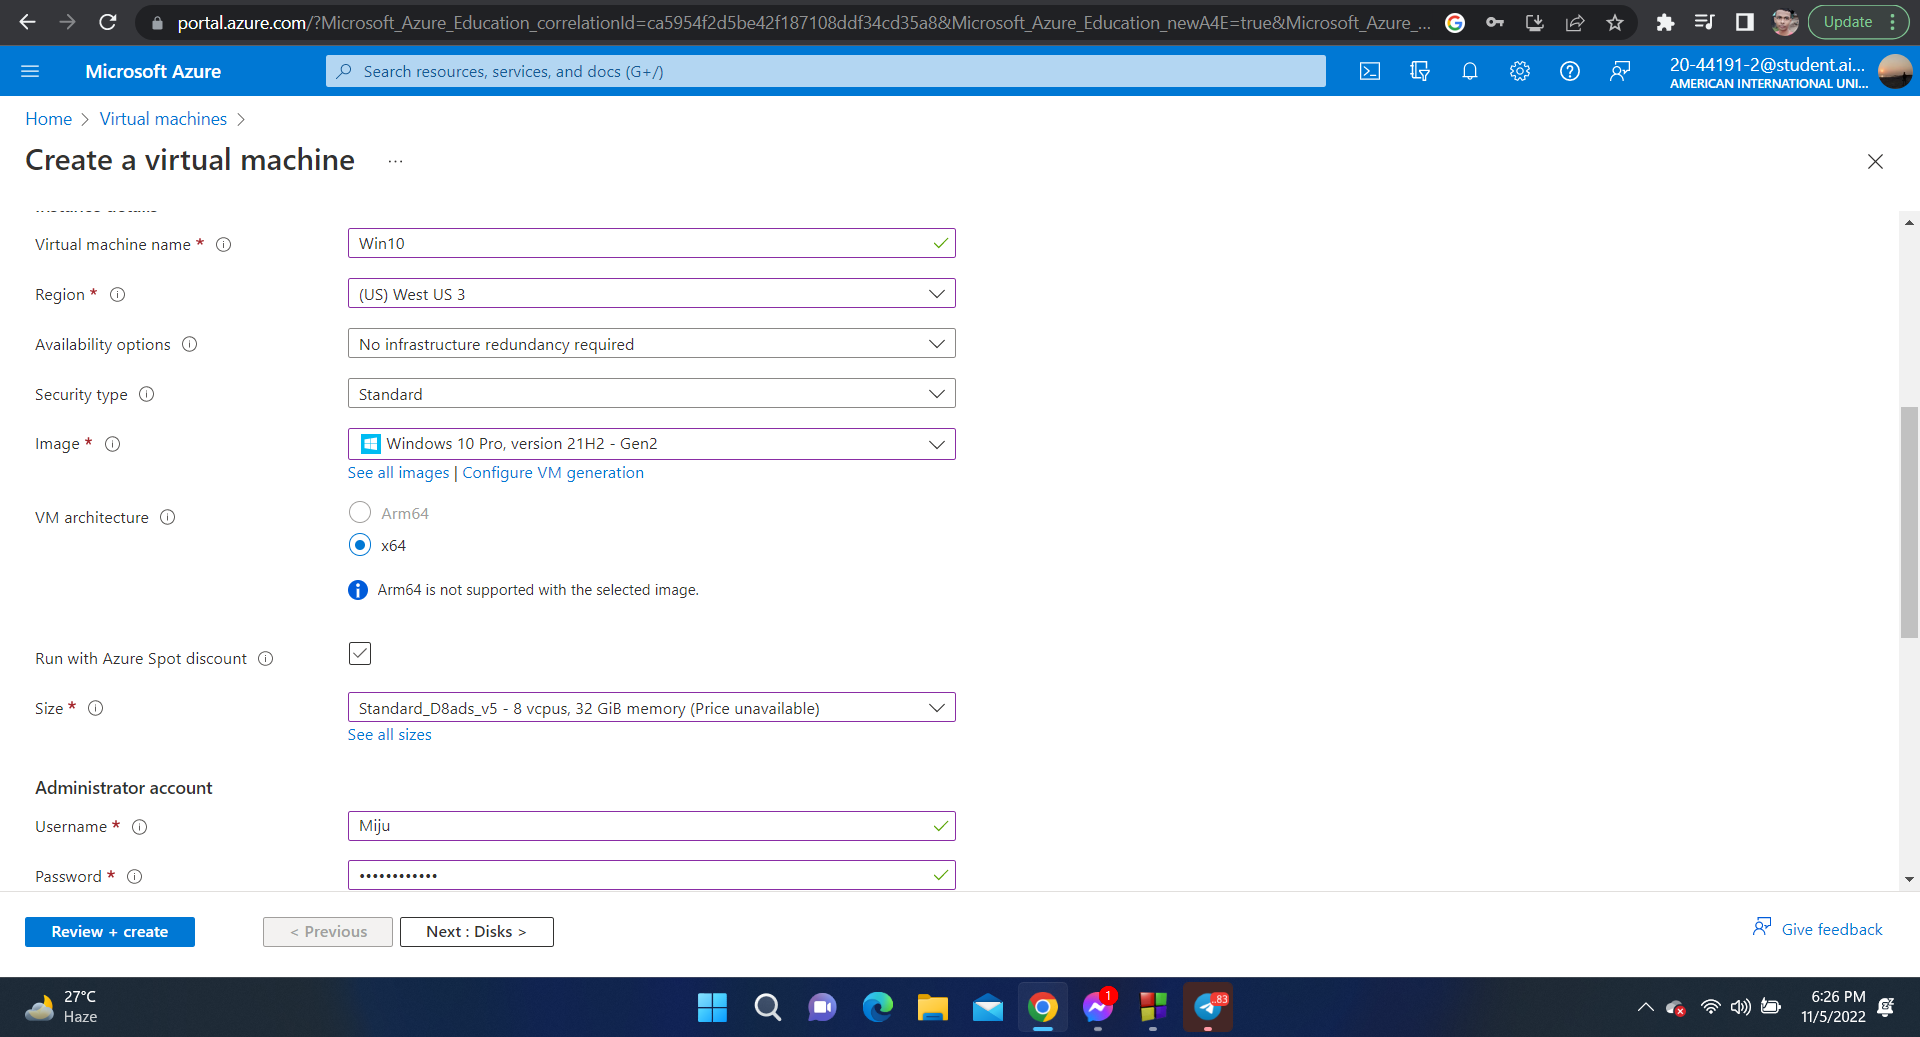 portal.azure.com/?Microsoft_Azure_Education_correlationId=ca5954f2d5be42f187108ddf34cd35a8&Microsoft_Azure_Education_newA4E=true&Microsoft_Azure_...
Update
Microsoft Azure
Search resources, services, and docs (G+/)
20-44191-2@student.ai...
AMERICAN INTERNATIONAL UNI...
Home > Virtual machines >
Create a virtual machine ...
Instance details
Virtual machine name *
Win10
Region *
(US) West US 3
Availability options
No infrastructure redundancy required
Security type
Standard
Image *
Windows 10 Pro, version 21H2 - Gen2
See all images | Configure VM generation
VM architecture
Arm64
x64
Arm64 is not supported with the selected image.
Run with Azure Spot discount
Size *
Standard_D8ads_v5 - 8 vcpus, 32 GiB memory (Price unavailable)
See all sizes
Administrator account
Username *
Miju
Password *
••••••••••••
Review + create
< Previous
Next : Disks >
Give feedback
27°C
Haze
1
..83
6:26 PM
11/5/2022